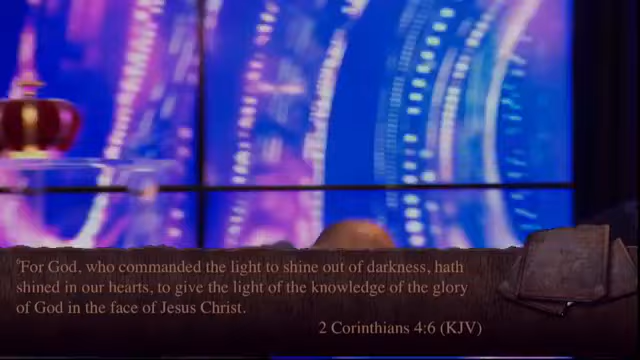 6For God, who commanded the light to shine out of darkness, hath
shined in our hearts, to give the light of the knowledge of the glory
of God in the face of Jesus Christ.
2 Corinthians 4:6 (KJV)